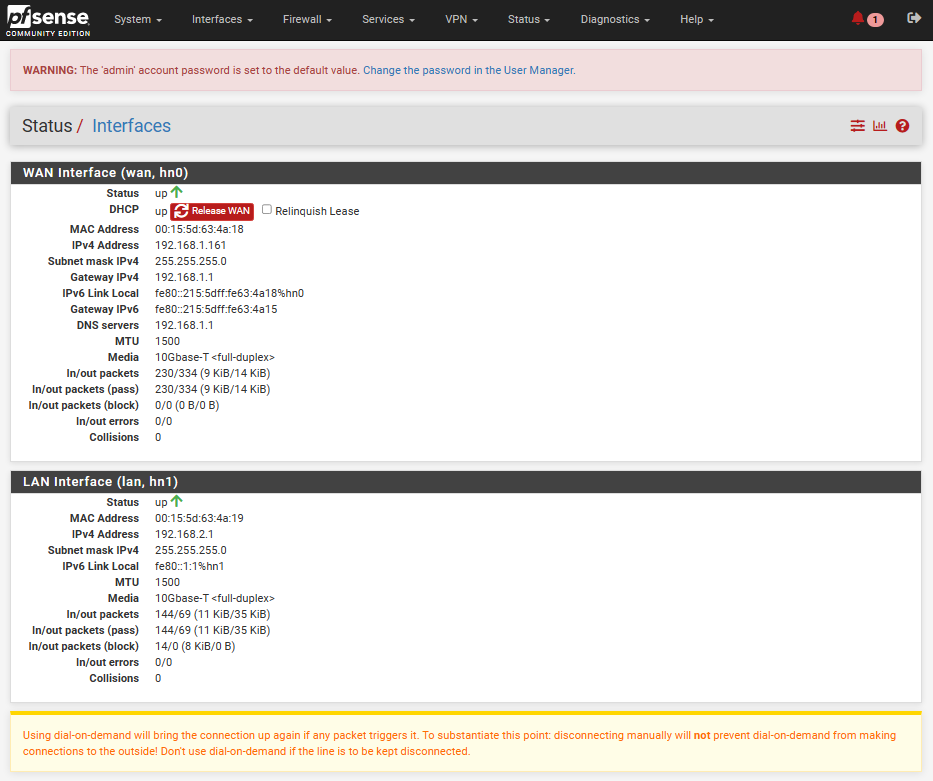 pfsense
COMMUNITY EDITION
System Interfaces Firewall Services VPN Status Diagnostics Help 1
WARNING: The 'admin' account password is set to the default value. Change the password in the User Manager.
Status / Interfaces
WAN Interface (wan, hn0)
Status up
DHCP up Release WAN Relinquish Lease
MAC Address 00:15:5d:63:4a:18
IPv4 Address 192.168.1.161
Subnet mask IPv4 255.255.255.0
Gateway IPv4 192.168.1.1
IPv6 Link Local fe80::215:5dff:fe63:4a18%hn0
Gateway IPv6 fe80::215:5dff:fe63:4a15
DNS servers 192.168.1.1
MTU 1500
Media 10Gbase-T <full-duplex>
In/out packets 230/334 (9 KiB/14 KiB)
In/out packets (pass) 230/334 (9 KiB/14 KiB)
In/out packets (block) 0/0 (0 B/0 B)
In/out errors 0/0
Collisions 0
LAN Interface (lan, hn1)
Status up
MAC Address 00:15:5d:63:4a:19
IPv4 Address 192.168.2.1
Subnet mask IPv4 255.255.255.0
IPv6 Link Local fe80::1:1%hn1
MTU 1500
Media 10Gbase-T <full-duplex>
In/out packets 144/69 (11 KiB/35 KiB)
In/out packets (pass) 144/69 (11 KiB/35 KiB)
In/out packets (block) 14/0 (8 KiB/0 B)
In/out errors 0/0
Collisions 0
Using dial-on-demand will bring the connection up again if any packet triggers it. To substantiate this point: disconnecting manually will not prevent dial-on-demand from making
connections to the outside! Don't use dial-on-demand if the line is to be kept disconnected.